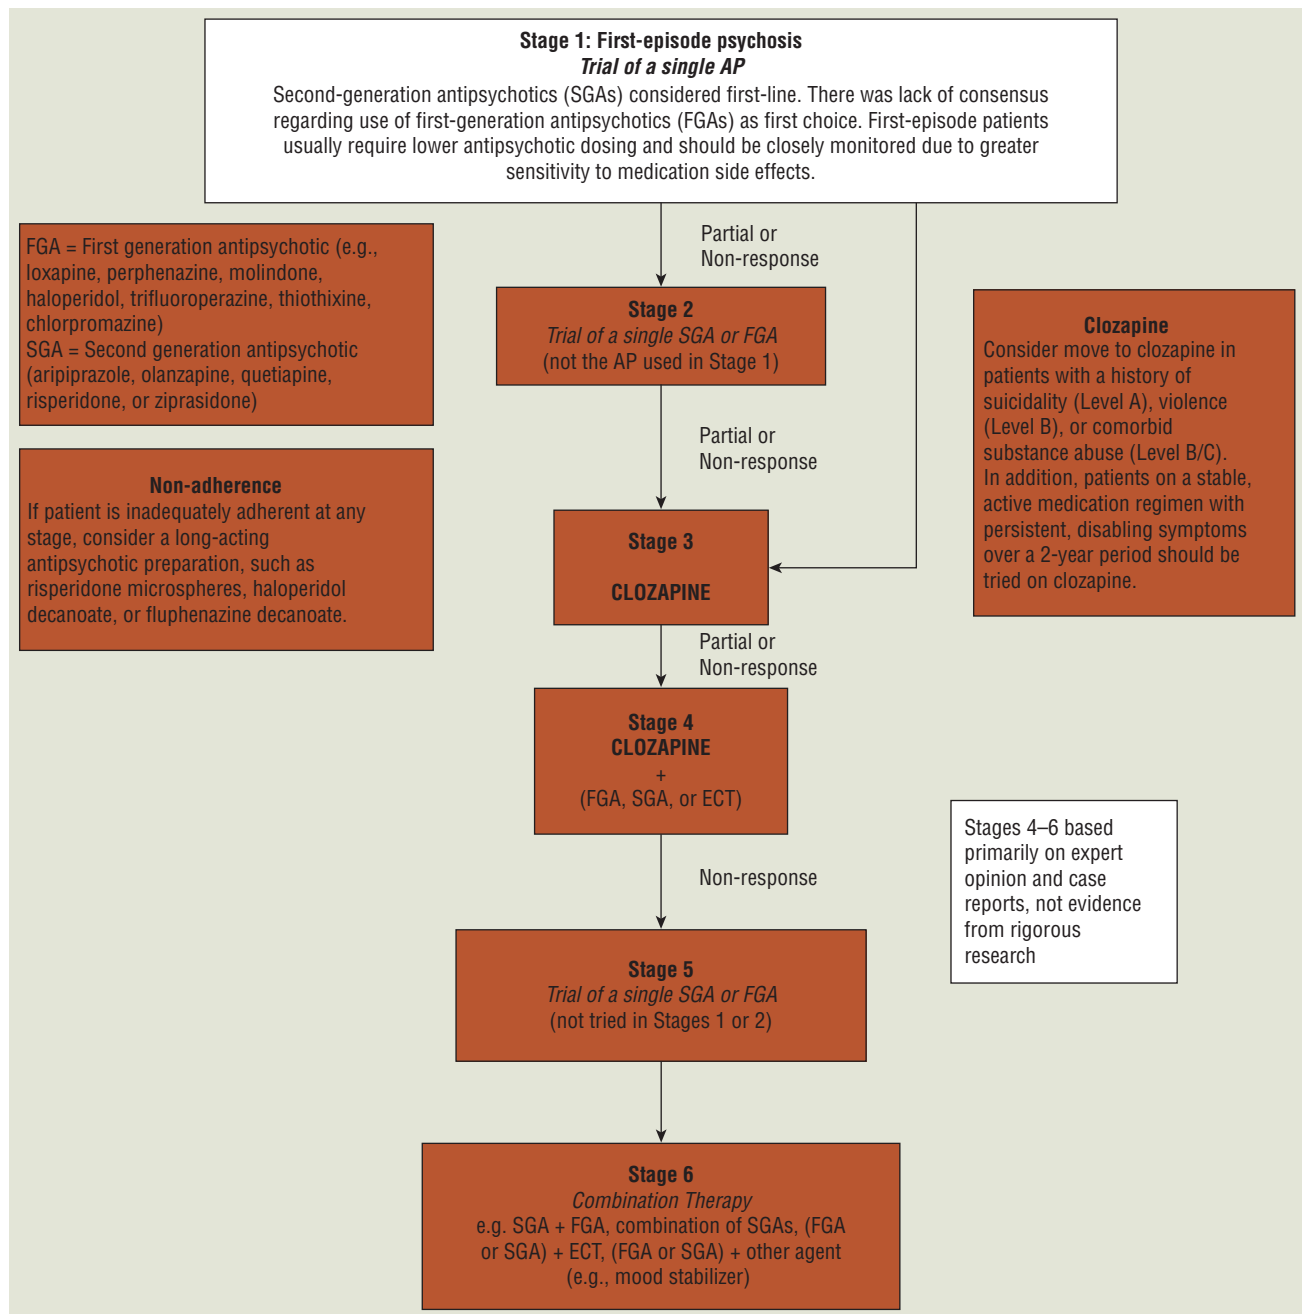 Stage 1: First-episode psychosis
Trial of a single AP
Second-generation antipsychotics (SGAs) considered first-line. There was lack of consensus
regarding use of first-generation antipsychotics (FGAs) as first choice. First-episode patients
usually require lower antipsychotic dosing and should be closely monitored due to greater
sensitivity to medication side effects.
Partial or
Non-response
FGA = First generation antipsychotic (e.g.,
loxapine, perphenazine, molindone,
haloperidol, trifluoroperazine, thiothixine,
chlorpromazine)
SGA = Second generation antipsychotic
(aripiprazole, olanzapine, quetiapine,
risperidone, or ziprasidone)
Stage 2
Trial of a single SGA or FGA
(not the AP used in Stage 1)
Clozapine
Consider move to clozapine in
patients with a history of
suicidality (Level A), violence
(Level B), or comorbid
substance abuse (Level B/C).
In addition, patients on a stable,
active medication regimen with
persistent, disabling symptoms
over a 2-year period should be
tried on clozapine.
Partial or
Non-response
Non-adherence
If patient is inadequately adherent at any
stage, consider a long-acting
antipsychotic preparation, such as
risperidone microspheres, haloperidol
decanoate, or fluphenazine decanoate.
Stage 3
CLOZAPINE
Partial or
Non-response
Stage 4
CLOZAPINE
+
(FGA, SGA, or ECT)
Stages 4–6 based
primarily on expert
opinion and case
reports, not evidence
from rigorous
research
Non-response
Stage 5
Trial of a single SGA or FGA
(not tried in Stages 1 or 2)
Stage 6
Combination Therapy
e.g. SGA + FGA, combination of SGAs, (FGA
or SGA) + ECT, (FGA or SGA) + other agent
(e.g., mood stabilizer)